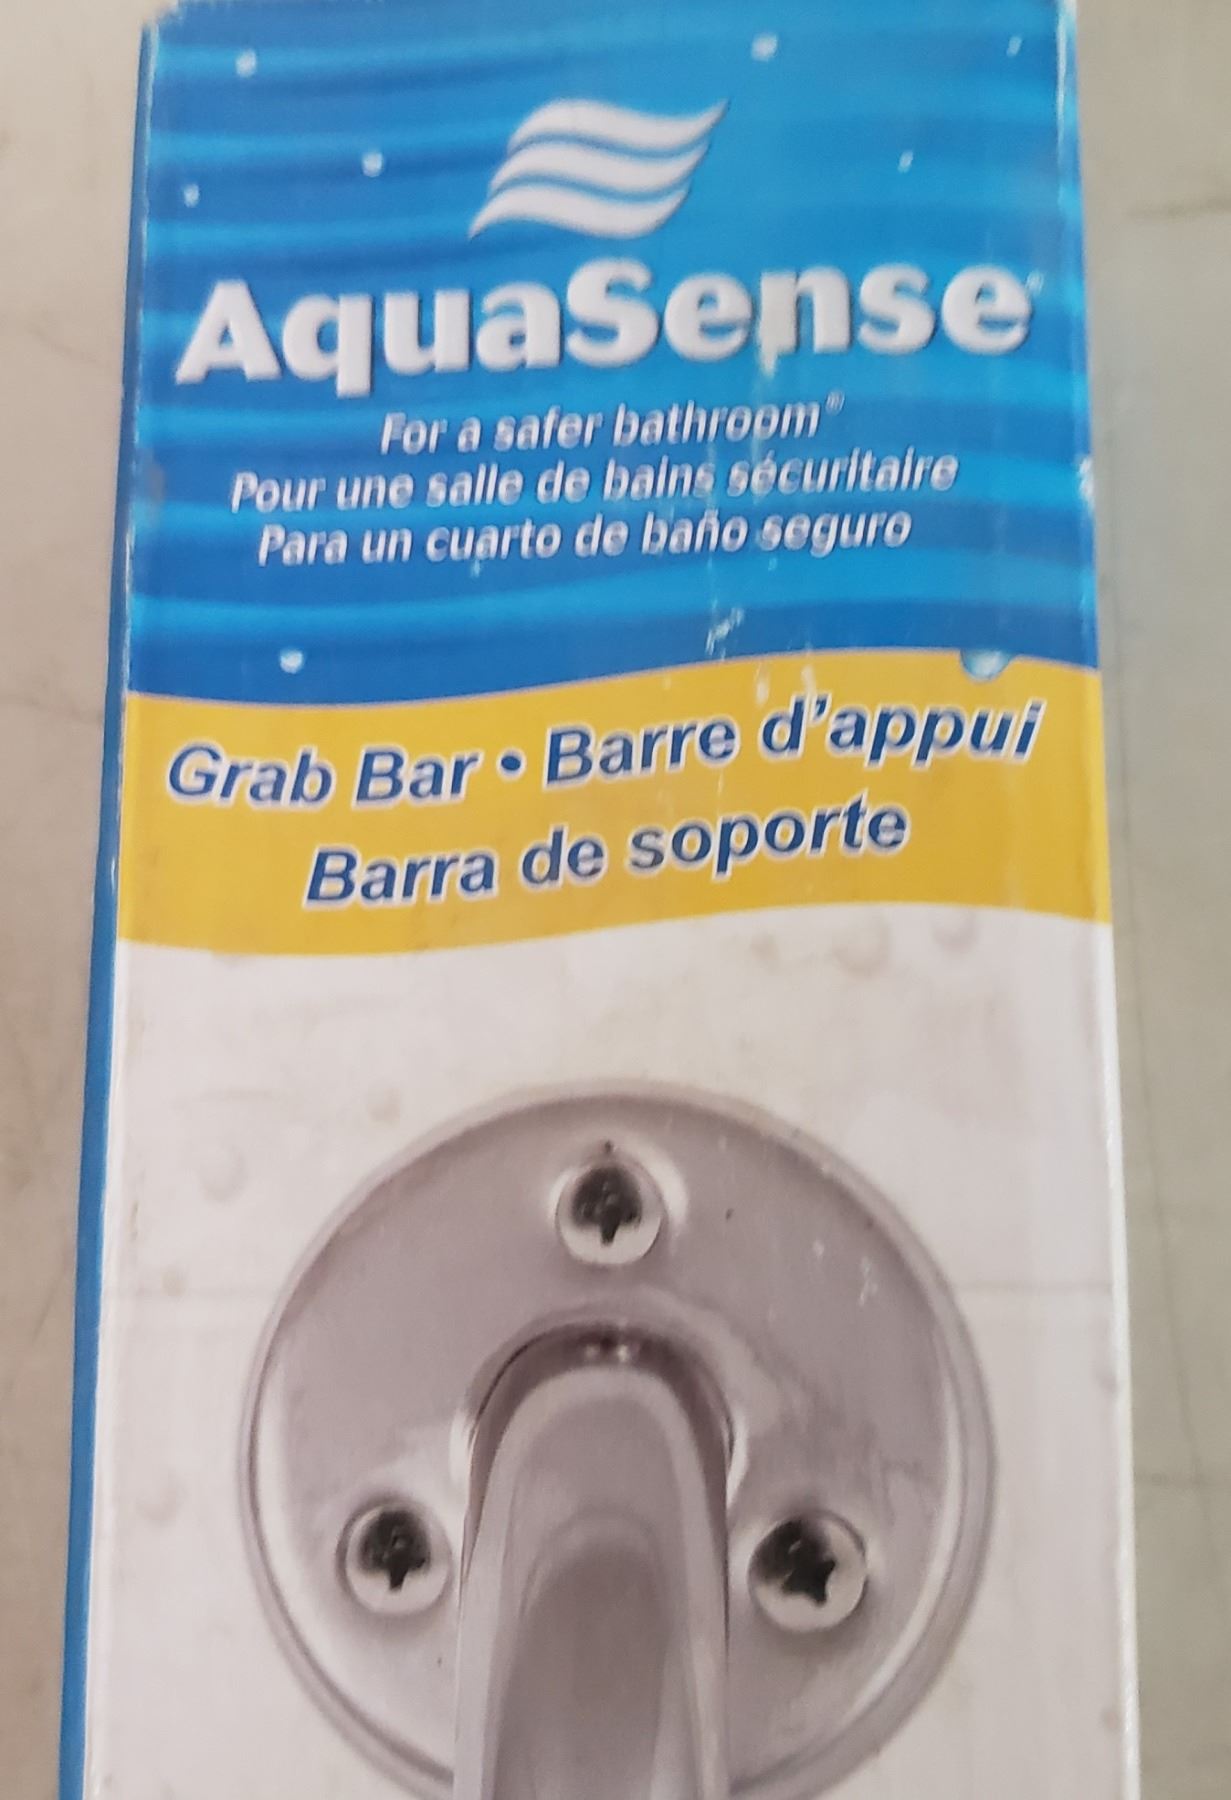 AquaSense®
For a safer bathroom®
Pour une salle de bains sécuritaire
Para un cuarto de baño seguro
Grab Bar • Barre d'appui
Barra de soporte